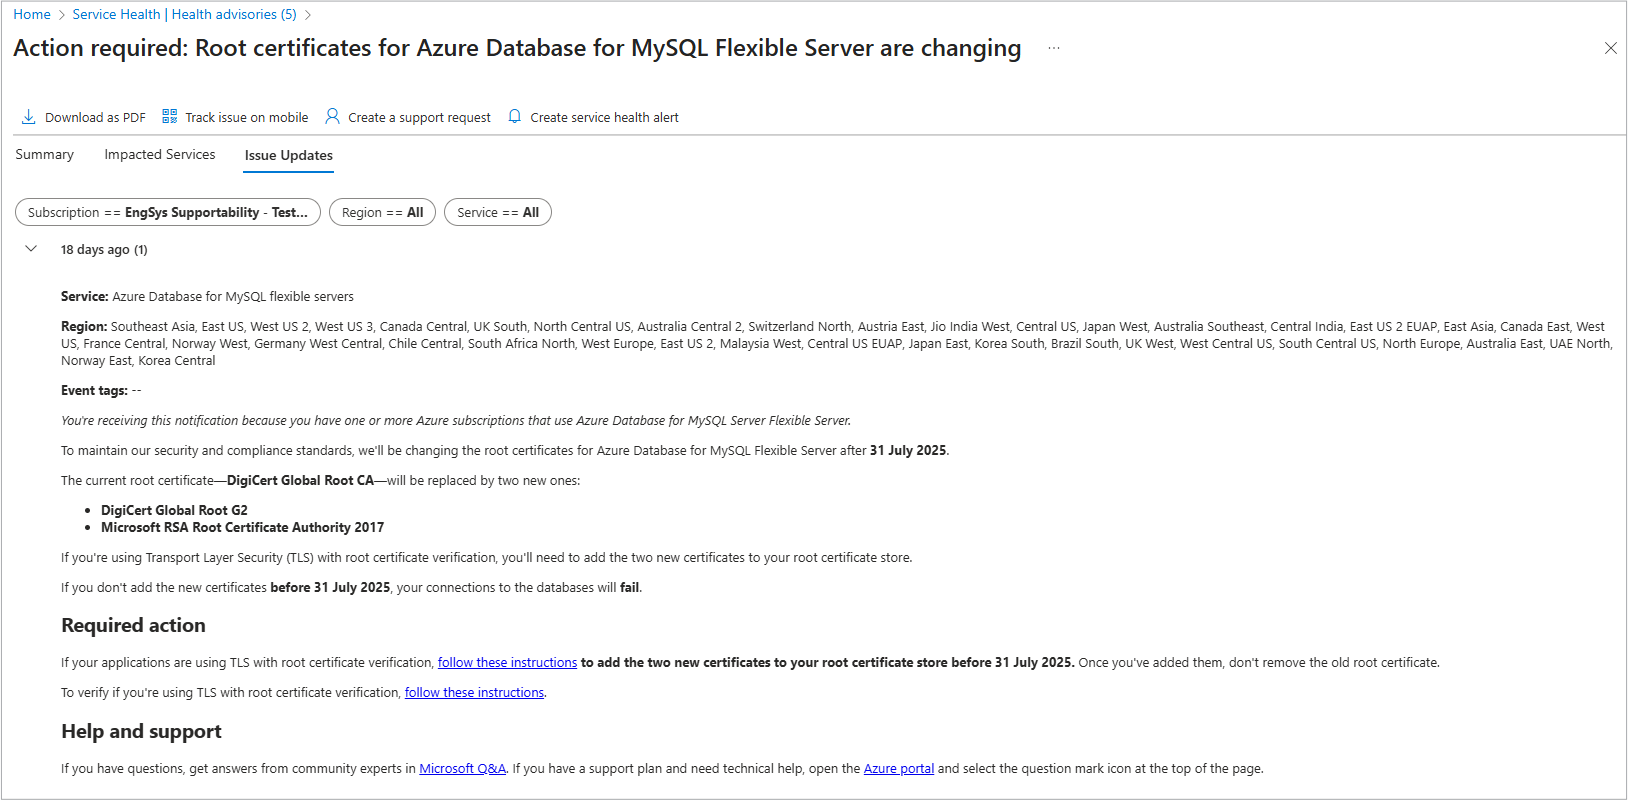 Home > Service Health | Health advisories (5) >
Action required: Root certificates for Azure Database for MySQL Flexible Server are changing ...
Download as PDF Track issue on mobile Create a support request Create service health alert
Summary Impacted Services Issue Updates
Subscription == EngSys Supportability - Test... Region == All Service == All
18 days ago (1)
Service: Azure Database for MySQL flexible servers
Region: Southeast Asia, East US, West US 2, West US 3, Canada Central, UK South, North Central US, Australia Central 2, Switzerland North, Austria East, Jio India West, Central US, Japan West, Australia Southeast, Central India, East US 2 EUAP, East Asia, Canada East, West
US, France Central, Norway West, Germany West Central, Chile Central, South Africa North, West Europe, East US 2, Malaysia West, Central US EUAP, Japan East, Korea South, Brazil South, UK West, West Central US, South Central US, North Europe, Australia East, UAE North,
Norway East, Korea Central
Event tags: --
You're receiving this notification because you have one or more Azure subscriptions that use Azure Database for MySQL Server Flexible Server.
To maintain our security and compliance standards, we'll be changing the root certificates for Azure Database for MySQL Flexible Server after 31 July 2025.
The current root certificate—DigiCert Global Root CA—will be replaced by two new ones:
• DigiCert Global Root G2
• Microsoft RSA Root Certificate Authority 2017
If you're using Transport Layer Security (TLS) with root certificate verification, you'll need to add the two new certificates to your root certificate store.
If you don't add the new certificates before 31 July 2025, your connections to the databases will fail.
Required action
If your applications are using TLS with root certificate verification, follow these instructions to add the two new certificates to your root certificate store before 31 July 2025. Once you've added them, don't remove the old root certificate.
To verify if you're using TLS with root certificate verification, follow these instructions.
Help and support
If you have questions, get answers from community experts in Microsoft Q&A. If you have a support plan and need technical help, open the Azure portal and select the question mark icon at the top of the page.